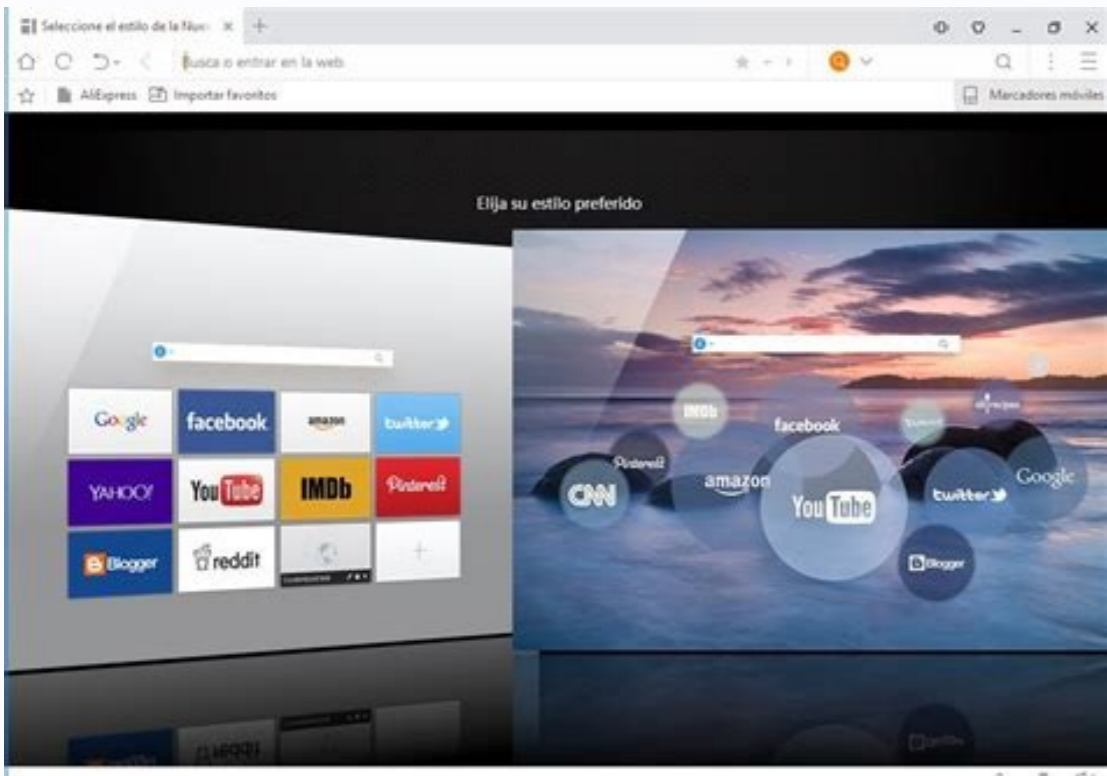 Seleccione el estilo de la Nuev
Busca o entrar en la web
AliExpress Importar favoritos Marcadores móviles
Elija su estilo preferido
Google facebook amazon twitter
YAHOO! YouTube IMDb Pinterest
Blogger reddit
IMDb
facebook
allrecipes
Pinterest
CNN
amazon
YouTube
twitter
Google
Blogger